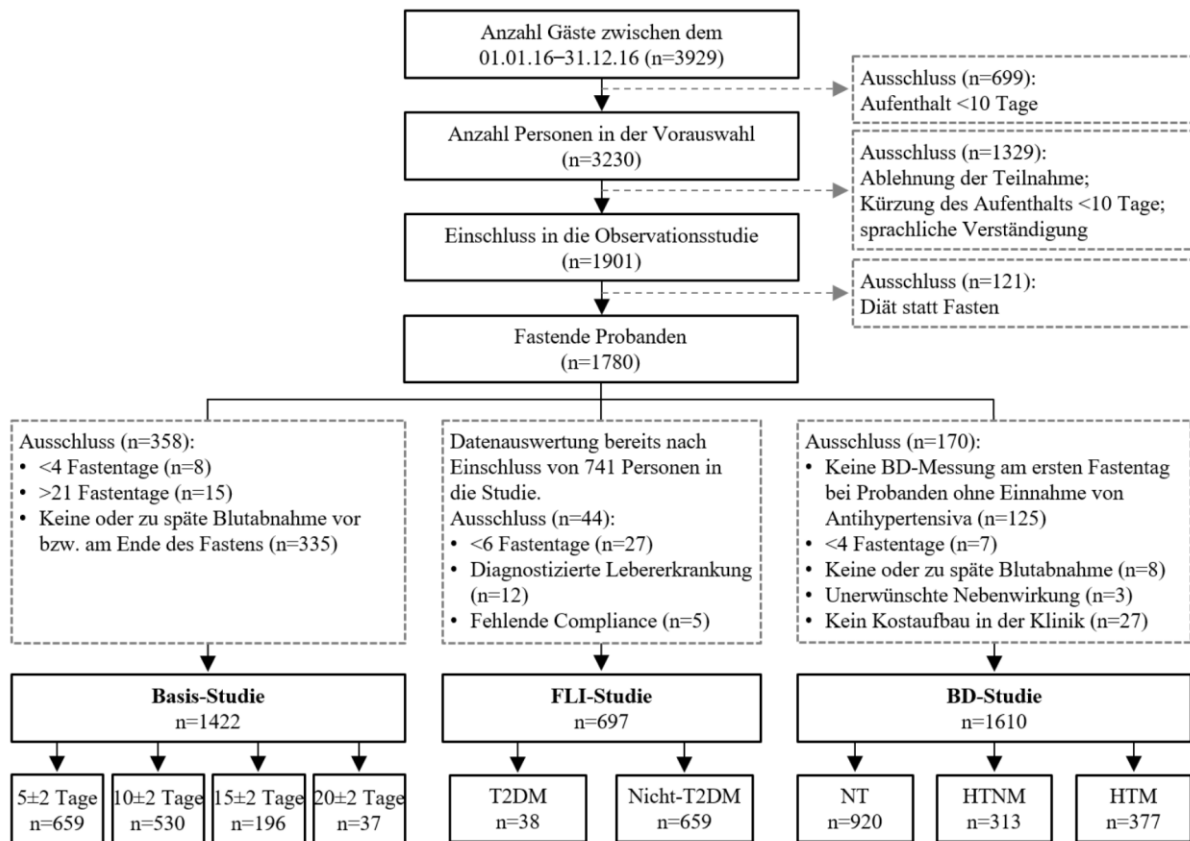 Anzahl Gäste zwischen dem
01.01.16–31.12.16 (n=3929)
Ausschluss (n=699):
Aufenthalt <10 Tage
Anzahl Personen in der Vorauswahl
(n=3230)
Ausschluss (n=1329):
Ablehnung der Teilnahme;
Kürzung des Aufenthalts <10 Tage;
sprachliche Verständigung
Einschluss in die Observationsstudie
(n=1901)
Ausschluss (n=121):
Diät statt Fasten
Fastende Probanden
(n=1780)
Ausschluss (n=358):
• <4 Fastentage (n=8)
• >21 Fastentage (n=15)
• Keine oder zu späte Blutabnahme vor
bzw. am Ende des Fastens (n=335)
Datenauswertung bereits nach
Einschluss von 741 Personen in
die Studie.
Ausschluss (n=44):
• <6 Fastentage (n=27)
• Diagnostizierte Lebererkrankung
(n=12)
• Fehlende Compliance (n=5)
Ausschluss (n=170):
• Keine BD-Messung am ersten Fastentag
bei Probanden ohne Einnahme von
Antihypertensiva (n=125)
• <4 Fastentage (n=7)
• Keine oder zu späte Blutabnahme (n=8)
• Unerwünschte Nebenwirkung (n=3)
• Kein Kostaufbau in der Klinik (n=27)
Basis-Studie
n=1422
FLI-Studie
n=697
BD-Studie
n=1610
5±2 Tage
n=659
10±2 Tage
n=530
15±2 Tage
n=196
20±2 Tage
n=37
T2DM
n=38
Nicht-T2DM
n=659
NT
n=920
HTNM
n=313
HTM
n=377